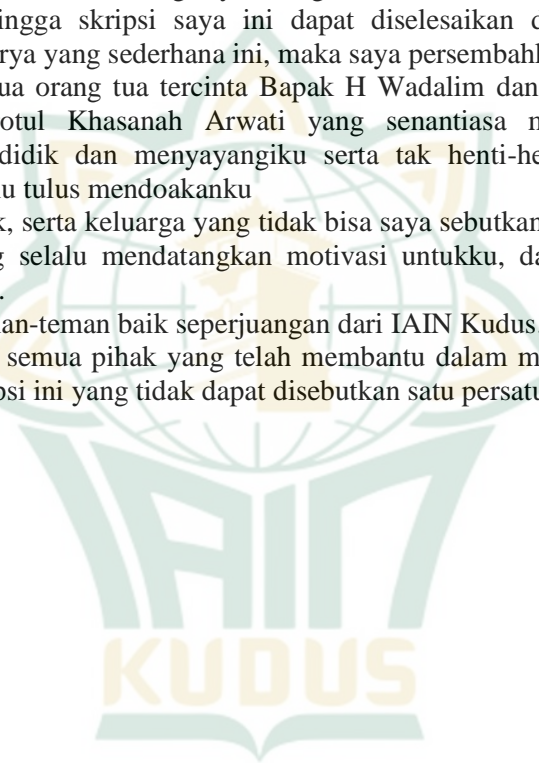 ingga skripsi saya ini dapat diselesaikan d
rya yang sederhana ini, maka saya persembahk
ua orang tua tercinta Bapak H Wadalim dan
otul Khasanah Arwati yang senantiasa m
didik dan menyayangiku serta tak henti-he
lu tulus mendoakanku
k, serta keluarga yang tidak bisa saya sebutkan
g selalu mendatangkan motivasi untukku, da
.
nan-teman baik seperjuangan dari IAIN Kudus.
semua pihak yang telah membantu dalam m
psi ini yang tidak dapat disebutkan satu persatu
IAIN
KUDUS